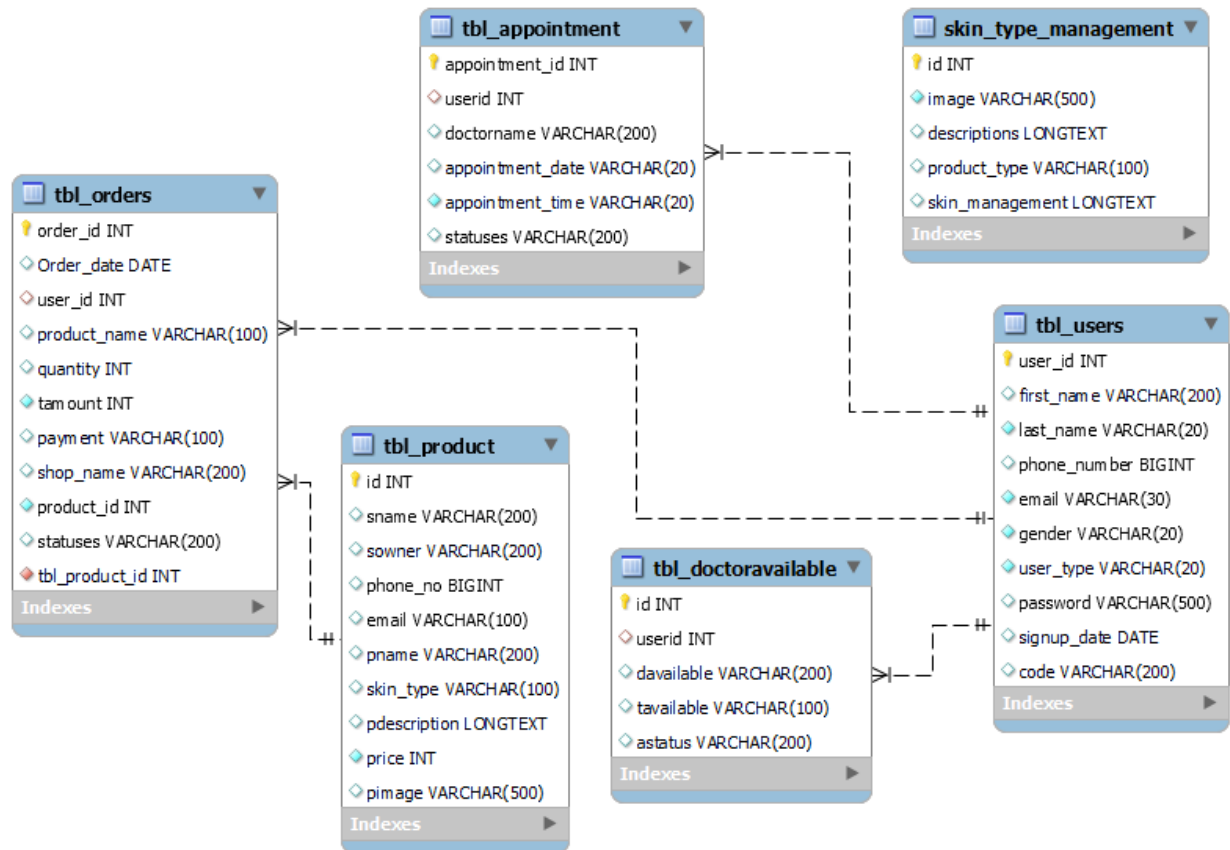 tbl_appointment
appointment_id INT
userid INT
doctorname VARCHAR(200)
appointment_date VARCHAR(20)
appointment_time VARCHAR(20)
statuses VARCHAR(200)
Indexes
skin_type_management
id INT
image VARCHAR(500)
descriptions LONGTEXT
product_type VARCHAR(100)
skin_management LONGTEXT
Indexes
tbl_orders
order_id INT
Order_date DATE
user_id INT
product_name VARCHAR(100)
quantity INT
tamount INT
payment VARCHAR(100)
shop_name VARCHAR(200)
product_id INT
statuses VARCHAR(200)
tbl_product_id INT
Indexes
tbl_users
user_id INT
first_name VARCHAR(200)
last_name VARCHAR(20)
phone_number BIGINT
email VARCHAR(30)
gender VARCHAR(20)
user_type VARCHAR(20)
password VARCHAR(500)
signup_date DATE
code VARCHAR(200)
Indexes
tbl_product
id INT
sname VARCHAR(200)
sowner VARCHAR(200)
phone_no BIGINT
email VARCHAR(100)
pname VARCHAR(200)
skin_type VARCHAR(100)
pdescription LONGTEXT
price INT
pimage VARCHAR(500)
Indexes
tbl_doctoravailable
id INT
userid INT
davailable VARCHAR(200)
tavailable VARCHAR(100)
astatus VARCHAR(200)
Indexes